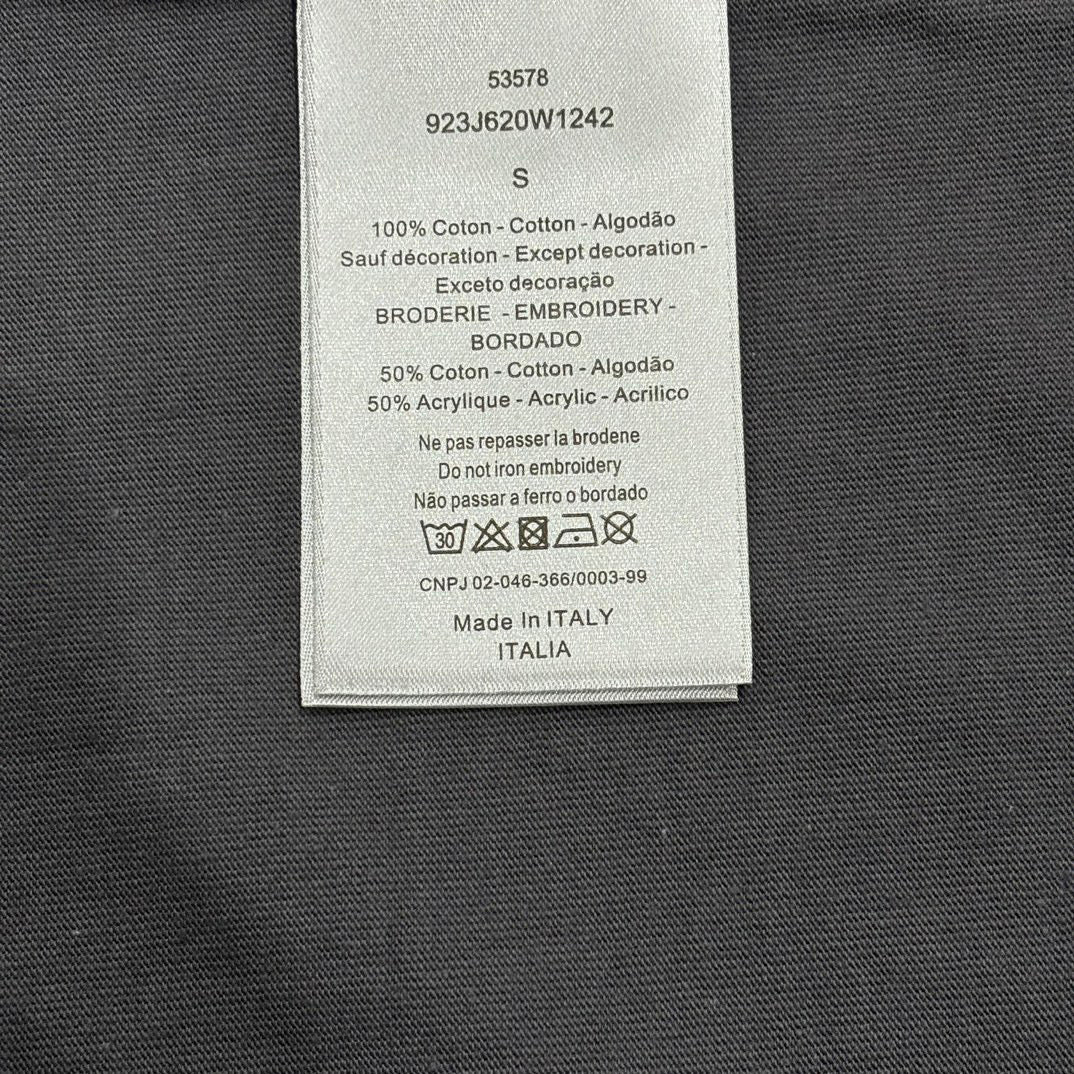 53578
923J620W1242
S
100% Coton - Cotton - Algodão
Sauf décoration - Except decoration -
Exceto decoração
BRODERIE - EMBROIDERY -
BORDADO
50% Coton - Cotton - Algodão
50% Acrylique - Acrylic - Acrilico
Ne pas repasser la brodene
Do not iron embroidery
Não passar a ferro o bordado
30
CNPJ 02-046-366/0003-99
Made In ITALY
ITALIA